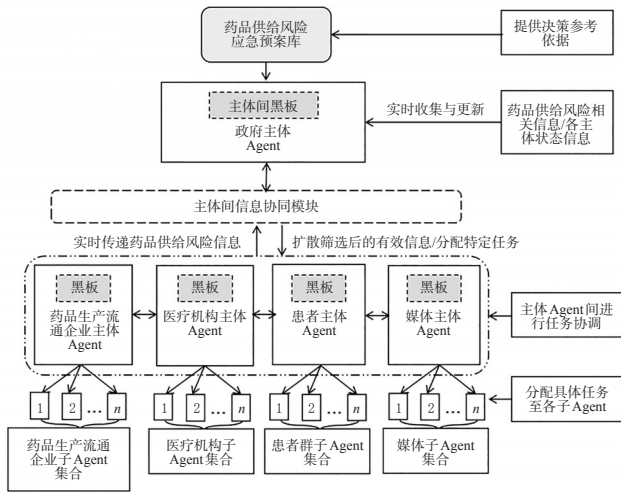 药品供给风险
应急预案库
提供决策参考
依据
主体间黑板
政府主体
Agent
实时收集与更新
药品供给风险相
关信息/各主
体状态信息
主体间信息协同模块
实时传递药品供给风险信息
扩散筛选后的有效信息/分配特定任务
黑板
药品生产流
通企业主体
Agent
黑板
医疗机构主体
Agent
黑板
患者主体
Agent
黑板
媒体主体
Agent
主体Agent间进
行任务协调
1 2 … n
1 2 … n
1 2 … n
1 2 … n
分配具体任务
至各子Agent
药品生产流通
企业子Agent
集合
医疗机构子
Agent集合
患者群子Agent
集合
媒体子Agent
集合